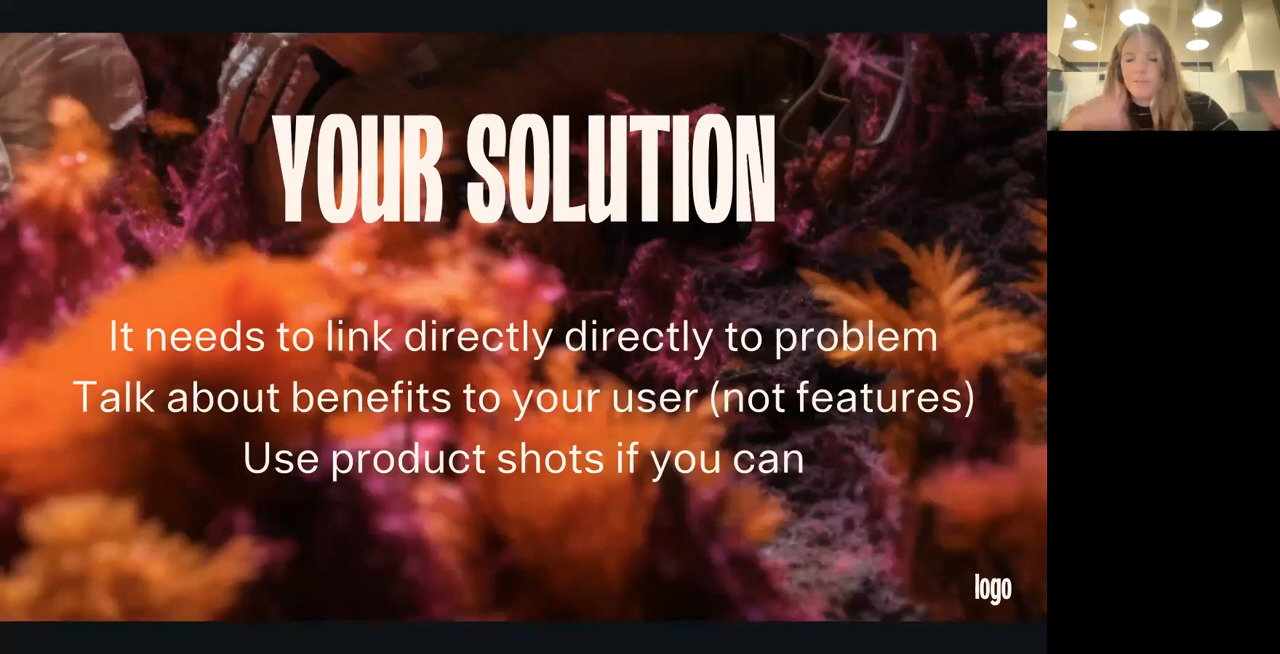 YOUR SOLUTION
It needs to link directly directly to problem
Talk about benefits to your user (not features)
Use product shots if you can
logo